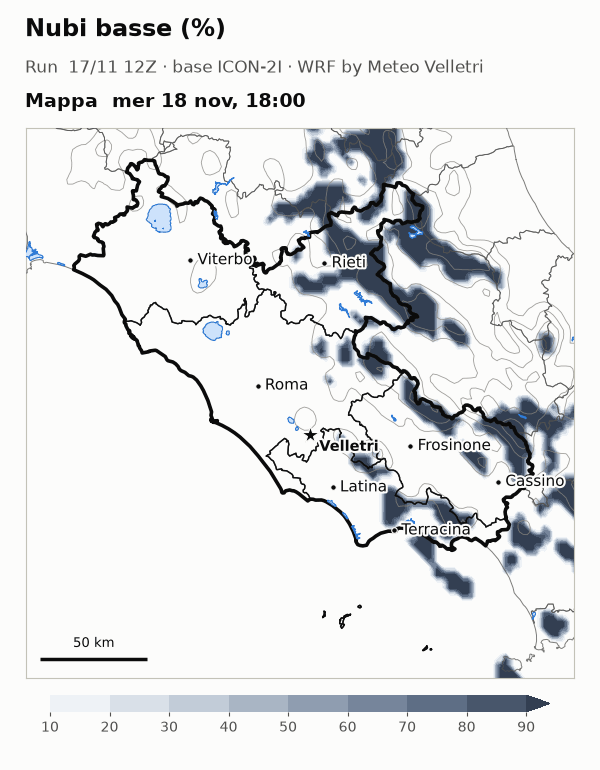 Nubi basse (%)
Run  17/11 12Z · base ICON-2I · WRF by Meteo Velletri
Mappa  mer 18 nov, 18:00
Viterbo
Rieti
Roma
Velletri
Frosinone
Latina
Cassino
Terracina
50 km
10 20 30 40 50 60 70 80 90